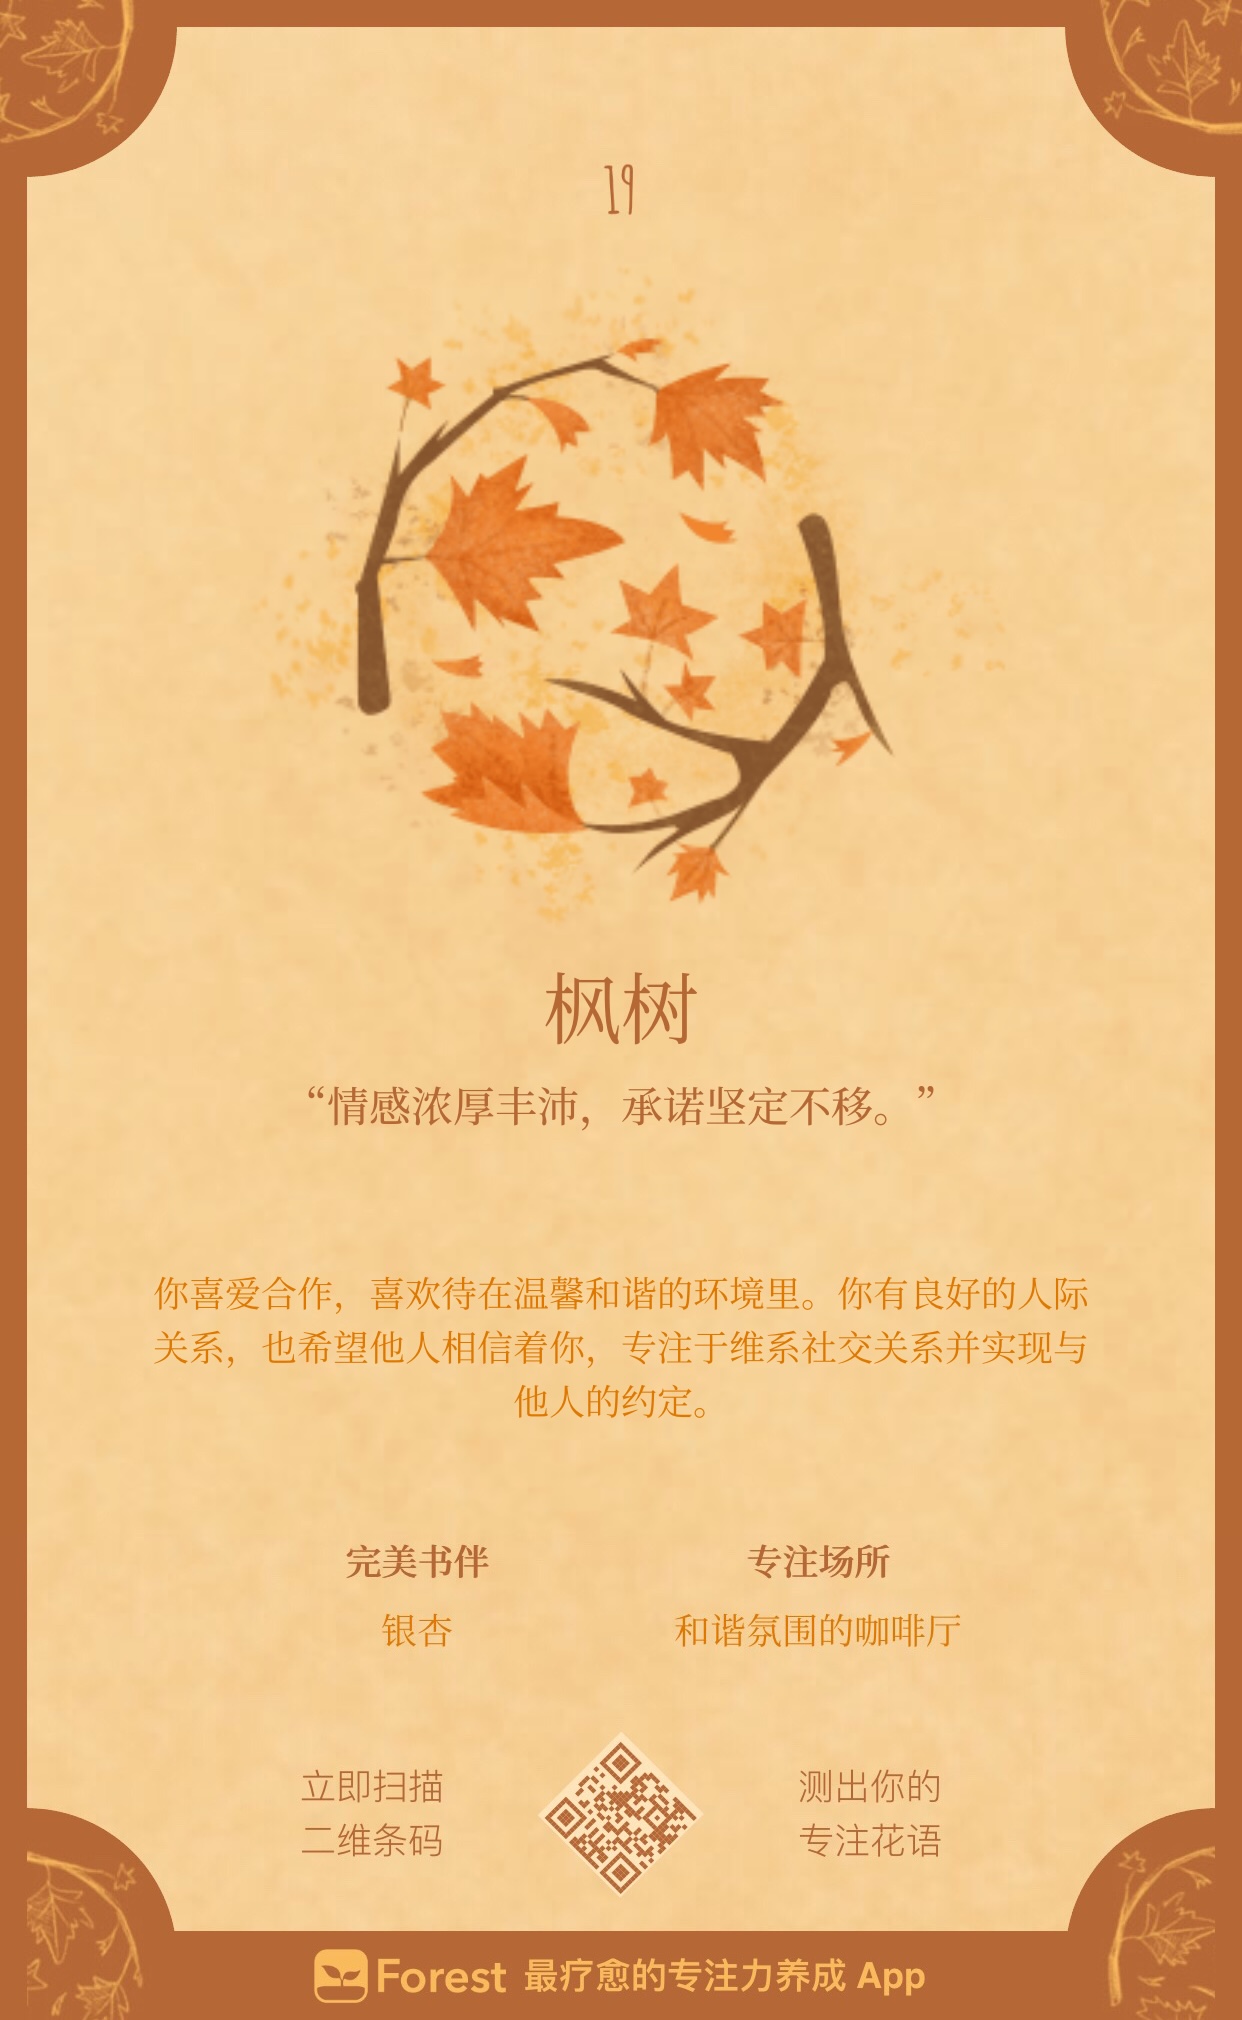 19
枫树
“情感浓厚丰沛，承诺坚定不移。”
你喜爱合作，喜欢待在温馨和谐的环境里。你有良好的人际
关系，也希望他人相信着你，专注于维系社交关系并实现与
他人的约定。
完美书伴
银杏
专注场所
和谐氛围的咖啡厅
立即扫描
二维条码
测出你的
专注花语
Forest 最疗愈的专注力养成 App